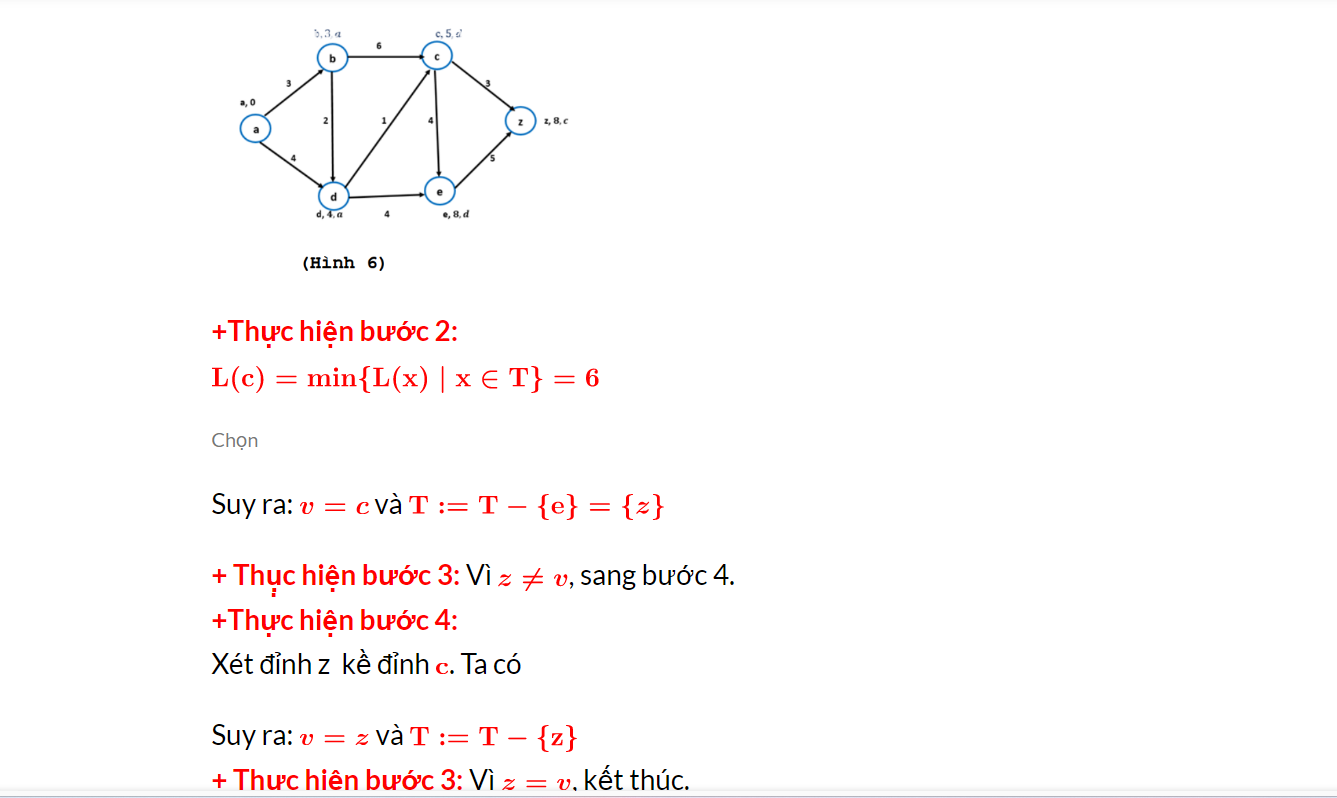 b, 3, a
c, 5, d
6
b
c
3
3
a, 0
a
2
1
4
z
z, 8, c
4
5
d
e
d, 4, a
4
e, 8, d
(Hình 6)
+Thực hiện bước 2:
L(c) = min{L(x) | x ∈ T} = 6
Chọn
Suy ra: v = c và T := T − {e} = {z}
+ Thực hiện bước 3: Vì z ≠ v, sang bước 4.
+Thực hiện bước 4:
Xét đỉnh z kề đỉnh c. Ta có
Suy ra: v = z và T := T − {z}
+ Thực hiện bước 3: Vì z = v, kết thúc.